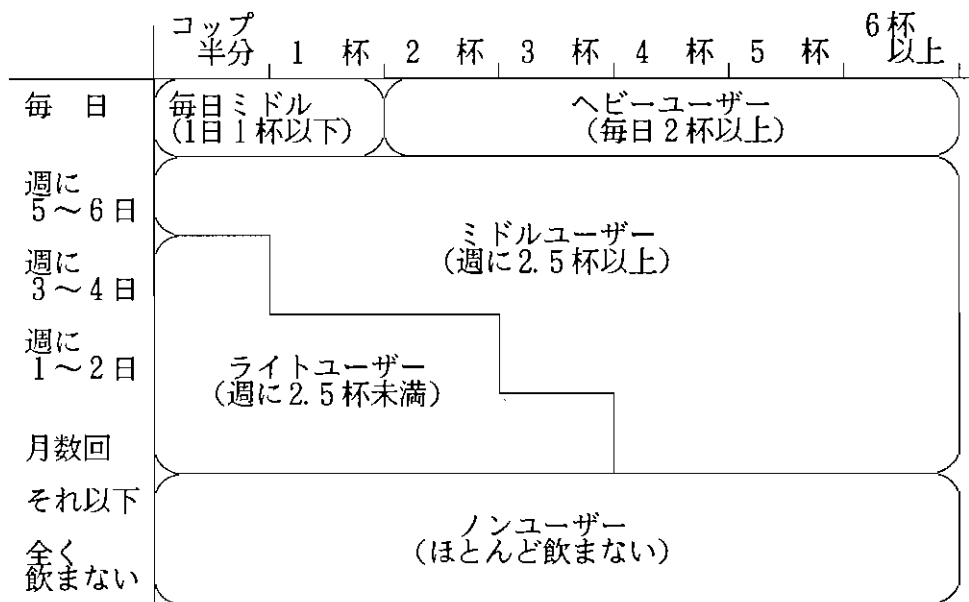 コップ
半分 1 杯 2 杯 3 杯 4 杯 5 杯 6杯
以上
毎 日
毎日ミドル
(1日1杯以下)
ヘビーユーザー
(毎日2杯以上)
週に
5〜6日
ミドルユーザー
(週に2.5杯以上)
週に
3〜4日
週に
1〜2日
ライトユーザー
(週に2.5杯未満)
月数回
それ以下
ノンユーザー
(ほとんど飲まない)
全く
飲まない